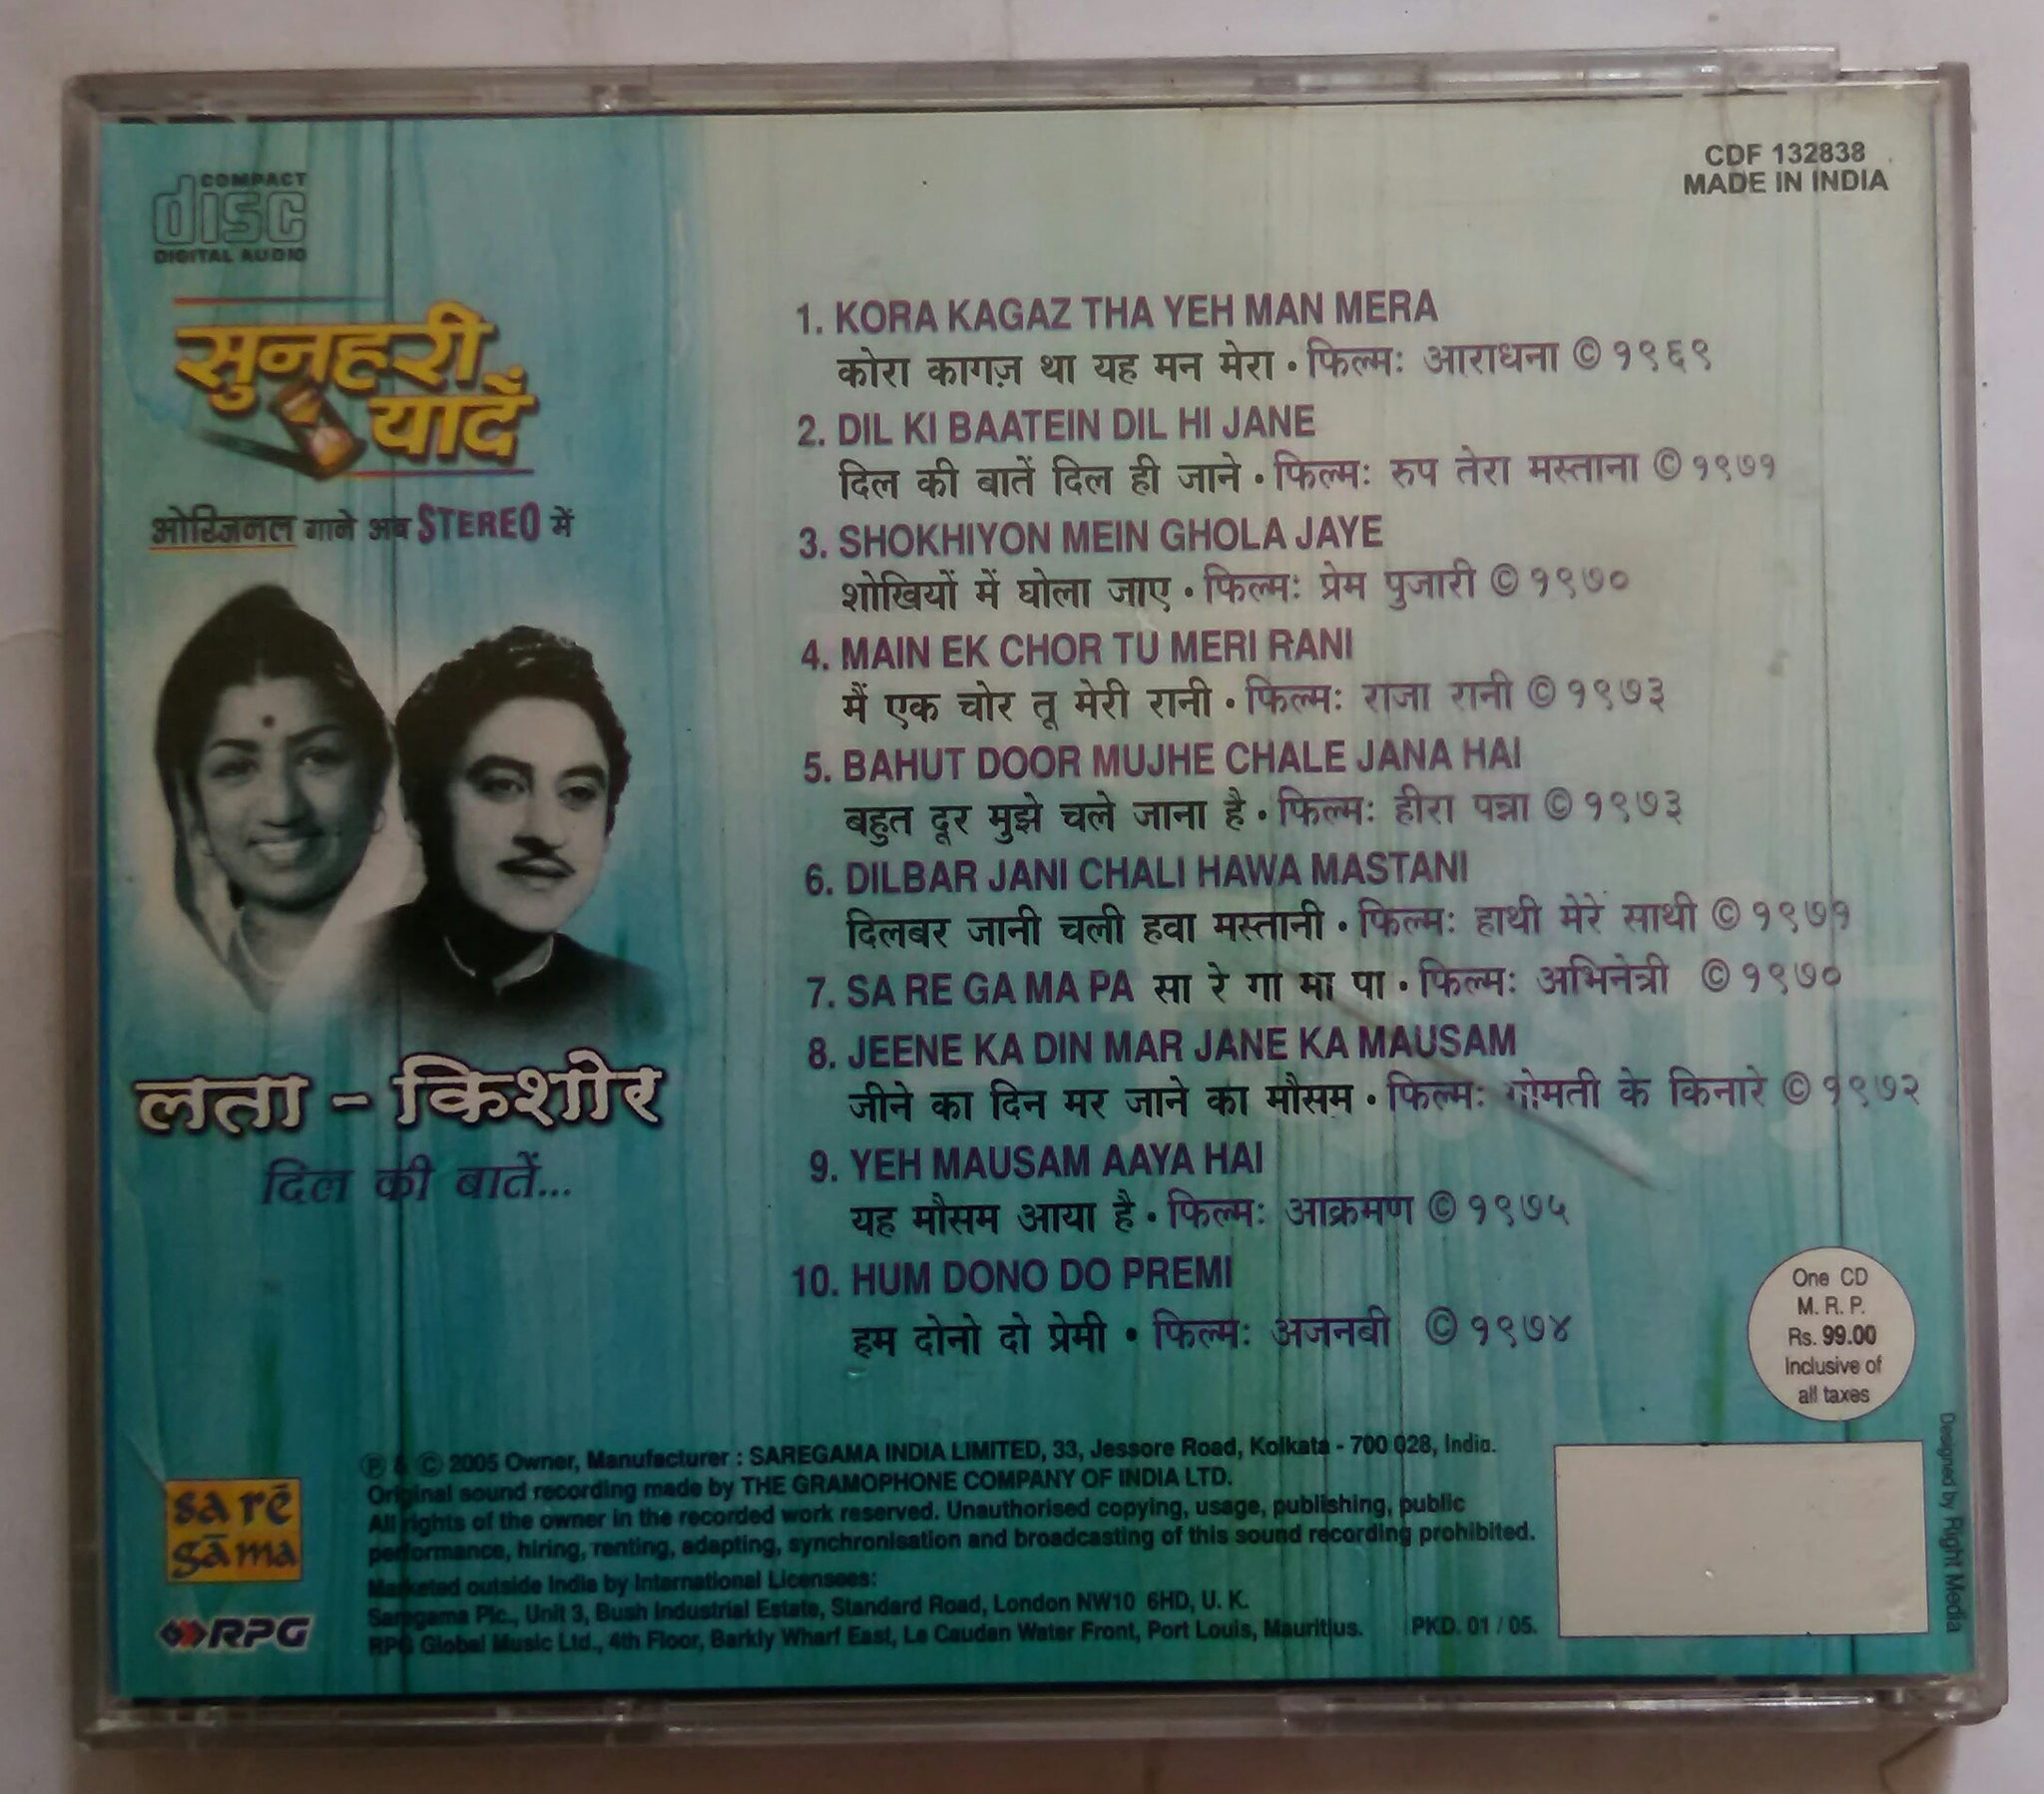 COMPACT
disc
DIGITAL AUDIO
CDF 132838
MADE IN INDIA
सुनहरी
यादें
ओरिजनल गाने अब STEREO में
लता - किशोर
दिल की बातें...
1. KORA KAGAZ THA YEH MAN MERA
कोरा कागज़ था यह मन मेरा • फिल्म: आराधना © १९६९
2. DIL KI BAATEIN DIL HI JANE
दिल की बातें दिल ही जाने • फिल्म: रुप तेरा मस्ताना © १९७१
3. SHOKHIYON MEIN GHOLA JAYE
शोखियों में घोला जाए • फिल्म: प्रेम पुजारी © १९७०
4. MAIN EK CHOR TU MERI RANI
मैं एक चोर तू मेरी रानी • फिल्म: राजा रानी © १९७३
5. BAHUT DOOR MUJHE CHALE JANA HAI
बहुत दूर मुझे चले जाना है • फिल्म: हीरा पन्ना © १९७३
6. DILBAR JANI CHALI HAWA MASTANI
दिलबर जानी चली हवा मस्तानी • फिल्म: हाथी मेरे साथी © १९७१
7. SA RE GA MA PA सा रे गा मा पा • फिल्म: अभिनेत्री © १९७०
8. JEENE KA DIN MAR JANE KA MAUSAM
जीने का दिन मर जाने का मौसम • फिल्म: गोमती के किनारे © १९७२
9. YEH MAUSAM AAYA HAI
यह मौसम आया है • फिल्म: आक्रमण © १९७५
10. HUM DONO DO PREMI
हम दोनो दो प्रेमी • फिल्म: अजनबी © १९७४
One CD
M. R. P.
Rs. 99.00
Inclusive of
all taxes
℗ & © 2005 Owner, Manufacturer : SAREGAMA INDIA LIMITED, 33, Jessore Road, Kolkata - 700 028, India.
Original sound recording made by THE GRAMOPHONE COMPANY OF INDIA LTD.
All rights of the owner in the recorded work reserved. Unauthorised copying, usage, publishing, public
performance, hiring, renting, adapting, synchronisation and broadcasting of this sound recording prohibited.
Marketed outside India by International Licensees:
Saregama Plc., Unit 3, Bush Industrial Estate, Standard Road, London NW10 6HD, U. K.
RPG Global Music Ltd., 4th Floor, Barkly Wharf East, Le Caudan Water Front, Port Louis, Mauritius. PKD. 01 / 05.
sa rē
gā ma
RPG
Designed by Right Media